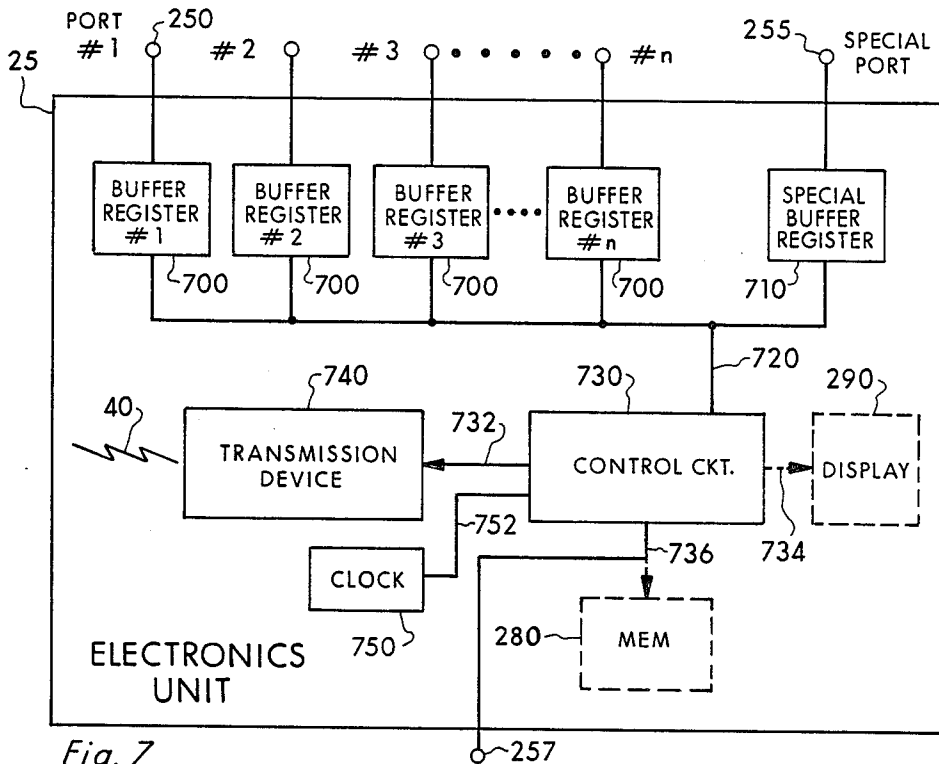 PORT
#1 250 #2 #3 #n 255 SPECIAL
PORT
25
BUFFER
REGISTER
#1
BUFFER
REGISTER
#2
BUFFER
REGISTER
#3
BUFFER
REGISTER
#n
SPECIAL
BUFFER
REGISTER
700 700 700 700 710
720
740 730 290
40 732
TRANSMISSION
DEVICE
CONTROL CKT.
DISPLAY
752 736 734
CLOCK
750
280 MEM
ELECTRONICS
UNIT
Fig. 7 257